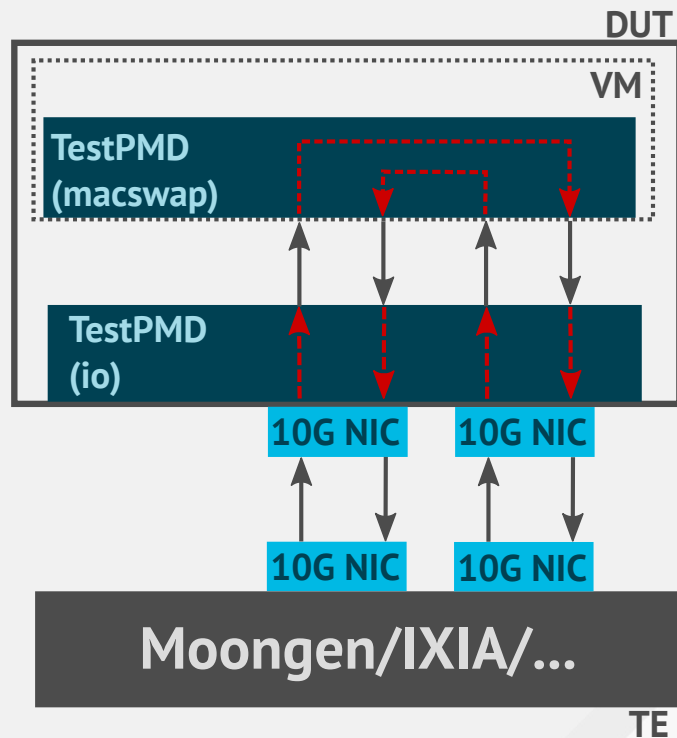 DUT
VM
TestPMD
(macswap)
TestPMD
(io)
10G NIC 10G NIC
10G NIC 10G NIC
Moongen/IXIA/...
TE